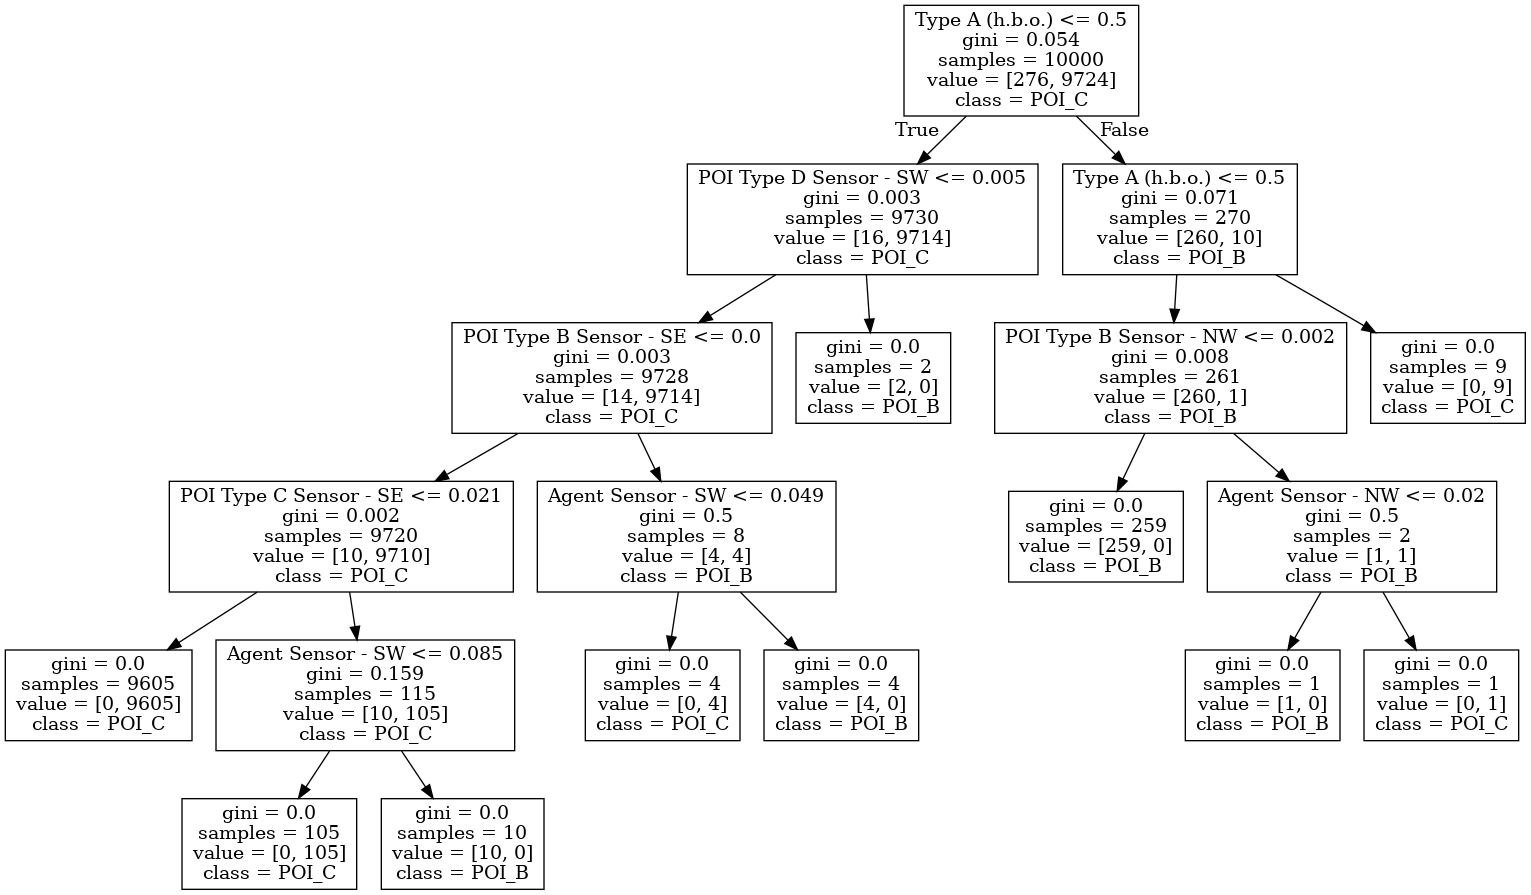 Type A (h.b.o.) <= 0.5
gini = 0.054
samples = 10000
value = [276, 9724]
class = POI_C
True
False
POI Type D Sensor - SW <= 0.005
gini = 0.003
samples = 9730
value = [16, 9714]
class = POI_C
Type A (h.b.o.) <= 0.5
gini = 0.071
samples = 270
value = [260, 10]
class = POI_B
POI Type B Sensor - SE <= 0.0
gini = 0.003
samples = 9728
value = [14, 9714]
class = POI_C
gini = 0.0
samples = 2
value = [2, 0]
class = POI_B
POI Type B Sensor - NW <= 0.002
gini = 0.008
samples = 261
value = [260, 1]
class = POI_B
gini = 0.0
samples = 9
value = [0, 9]
class = POI_C
POI Type C Sensor - SE <= 0.021
gini = 0.002
samples = 9720
value = [10, 9710]
class = POI_C
Agent Sensor - SW <= 0.049
gini = 0.5
samples = 8
value = [4, 4]
class = POI_B
gini = 0.0
samples = 259
value = [259, 0]
class = POI_B
Agent Sensor - NW <= 0.02
gini = 0.5
samples = 2
value = [1, 1]
class = POI_B
gini = 0.0
samples = 9605
value = [0, 9605]
class = POI_C
Agent Sensor - SW <= 0.085
gini = 0.159
samples = 115
value = [10, 105]
class = POI_C
gini = 0.0
samples = 4
value = [0, 4]
class = POI_C
gini = 0.0
samples = 4
value = [4, 0]
class = POI_B
gini = 0.0
samples = 1
value = [1, 0]
class = POI_B
gini = 0.0
samples = 1
value = [0, 1]
class = POI_C
gini = 0.0
samples = 105
value = [0, 105]
class = POI_C
gini = 0.0
samples = 10
value = [10, 0]
class = POI_B